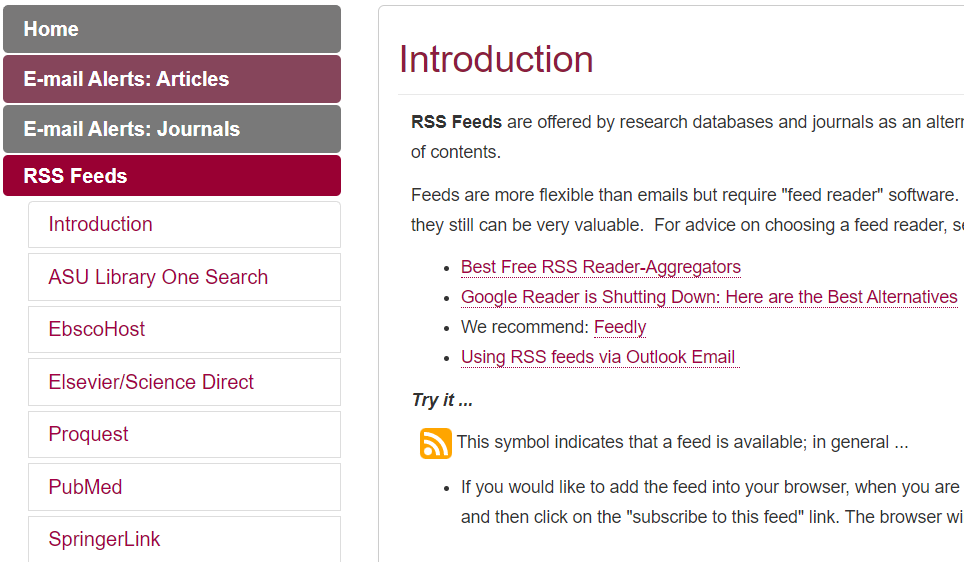 Home
E-mail Alerts: Articles
E-mail Alerts: Journals
RSS Feeds
Introduction
ASU Library One Search
EbscoHost
Elsevier/Science Direct
Proquest
PubMed
SpringerLink
Introduction
RSS Feeds are offered by research databases and journals as an
of contents.
Feeds are more flexible than emails but require "feed reader" software.
they still can be very valuable. For advice on choosing a feed reader,
Best Free RSS Reader-Aggregators
Google Reader is Shutting Down: Here are the Best Alternatives
We recommend: Feedly
Using RSS feeds via Outlook Email
Try it ...
This symbol indicates that a feed is available; in general ...
If you would like to add the feed into your browser, when you are
and then click on the "subscribe to this feed" link. The browser